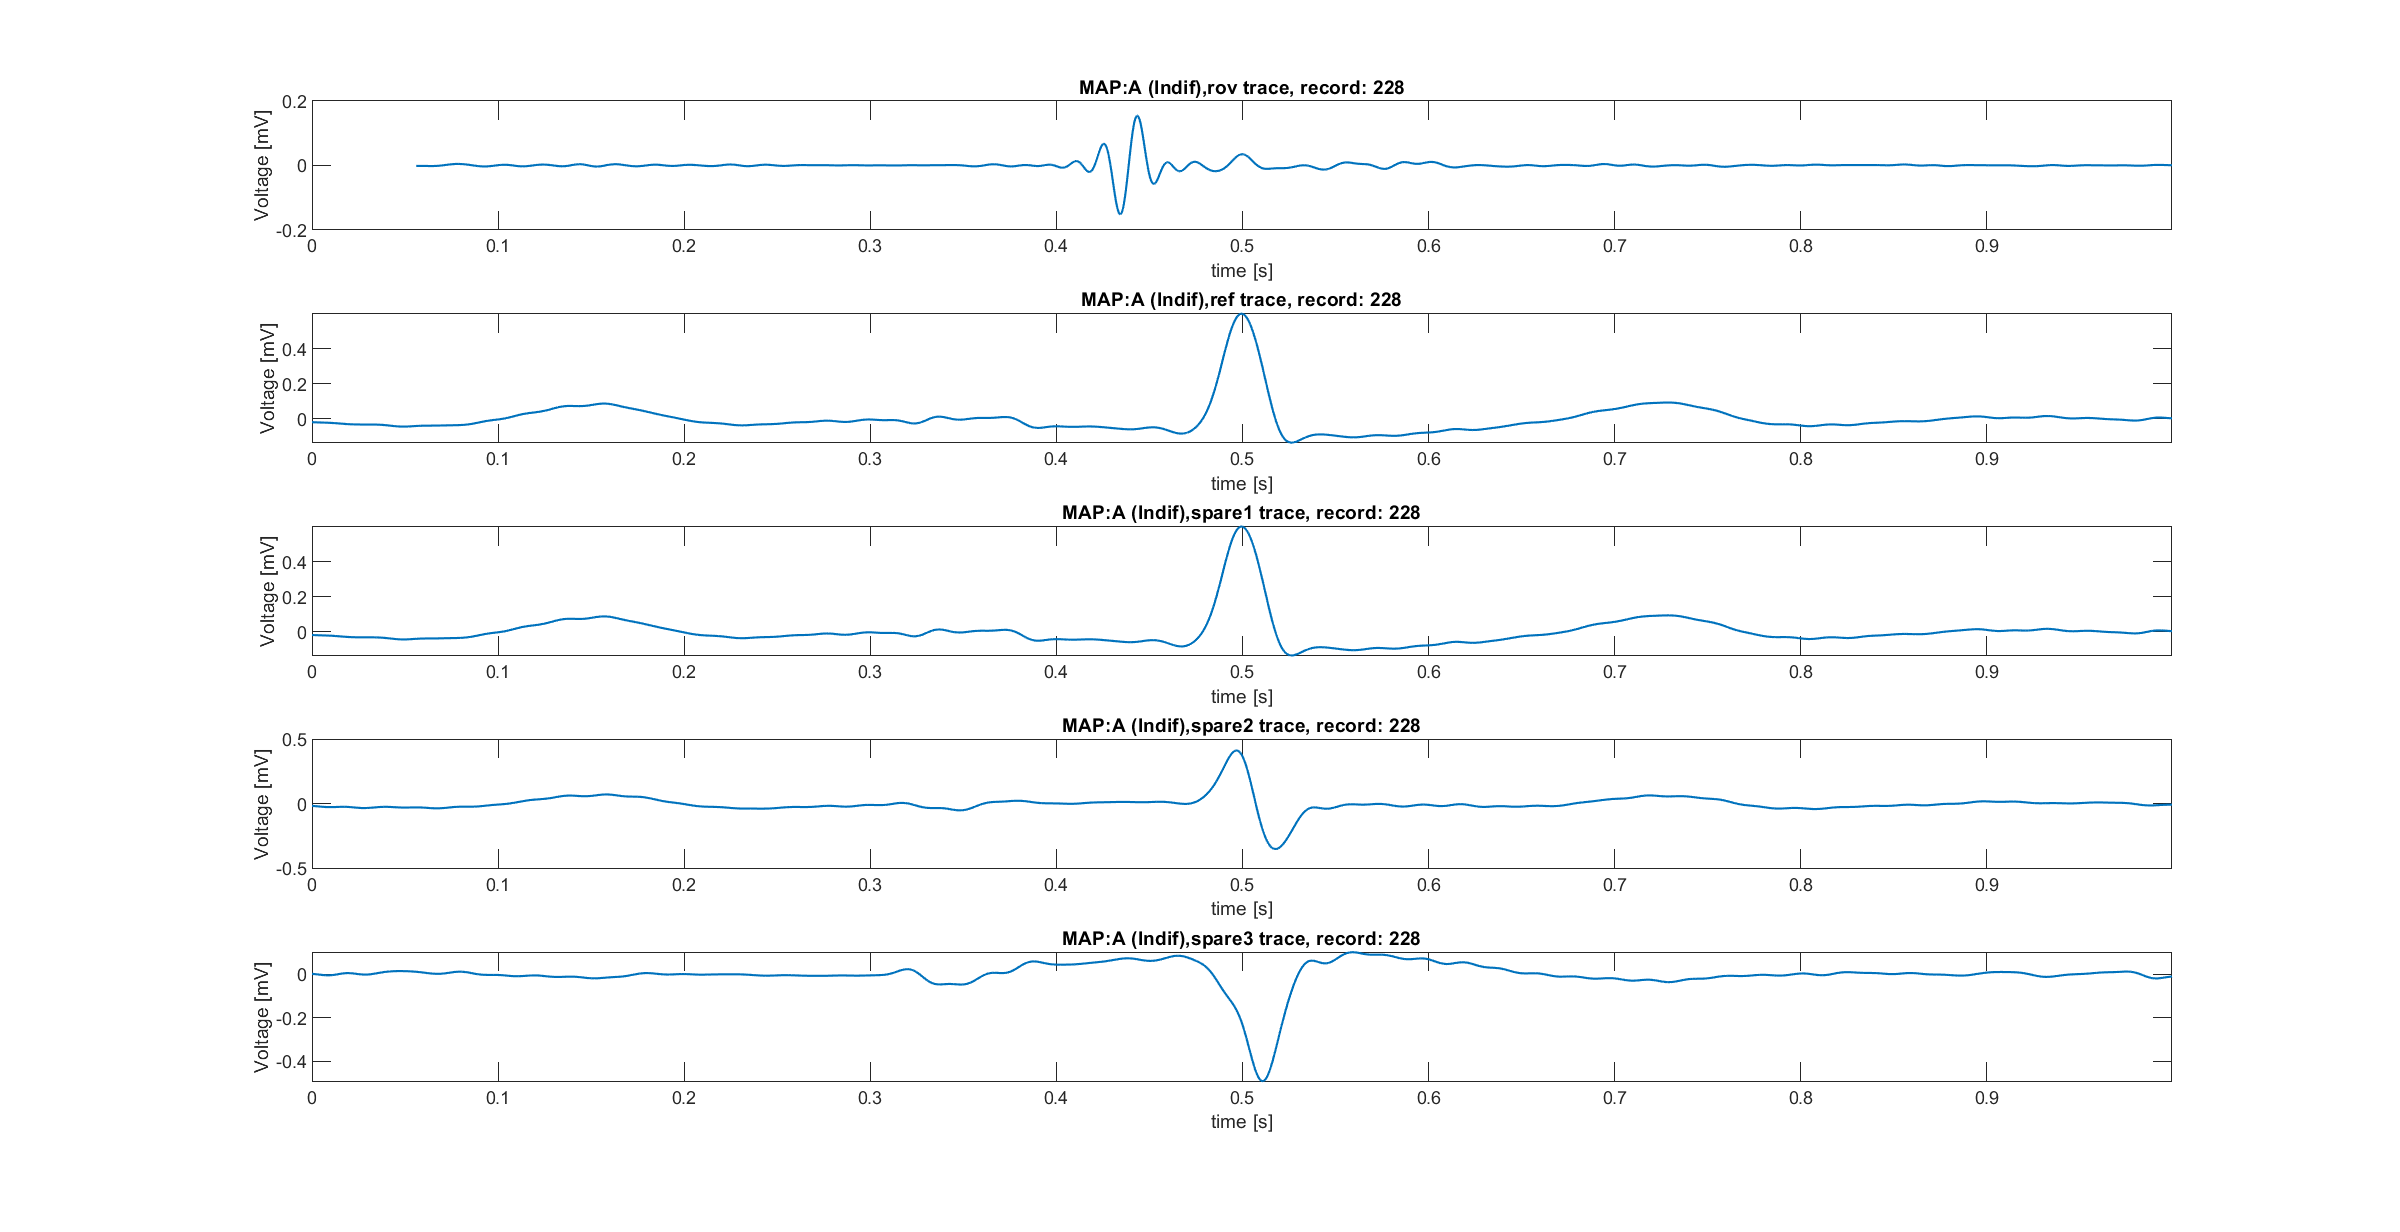 MAP:A (Indif),rov trace, record: 228
Voltage [mV]
0.2
0
-0.2
0 0.1 0.2 0.3 0.4 0.5 0.6 0.7 0.8 0.9
time [s]
MAP:A (Indif),ref trace, record: 228
Voltage [mV]
0.4
0.2
0
0 0.1 0.2 0.3 0.4 0.5 0.6 0.7 0.8 0.9
time [s]
MAP:A (Indif),spare1 trace, record: 228
Voltage [mV]
0.4
0.2
0
0 0.1 0.2 0.3 0.4 0.5 0.6 0.7 0.8 0.9
time [s]
MAP:A (Indif),spare2 trace, record: 228
Voltage [mV]
0.5
0
-0.5
0 0.1 0.2 0.3 0.4 0.5 0.6 0.7 0.8 0.9
time [s]
MAP:A (Indif),spare3 trace, record: 228
Voltage [mV]
0
-0.2
-0.4
0 0.1 0.2 0.3 0.4 0.5 0.6 0.7 0.8 0.9
time [s]